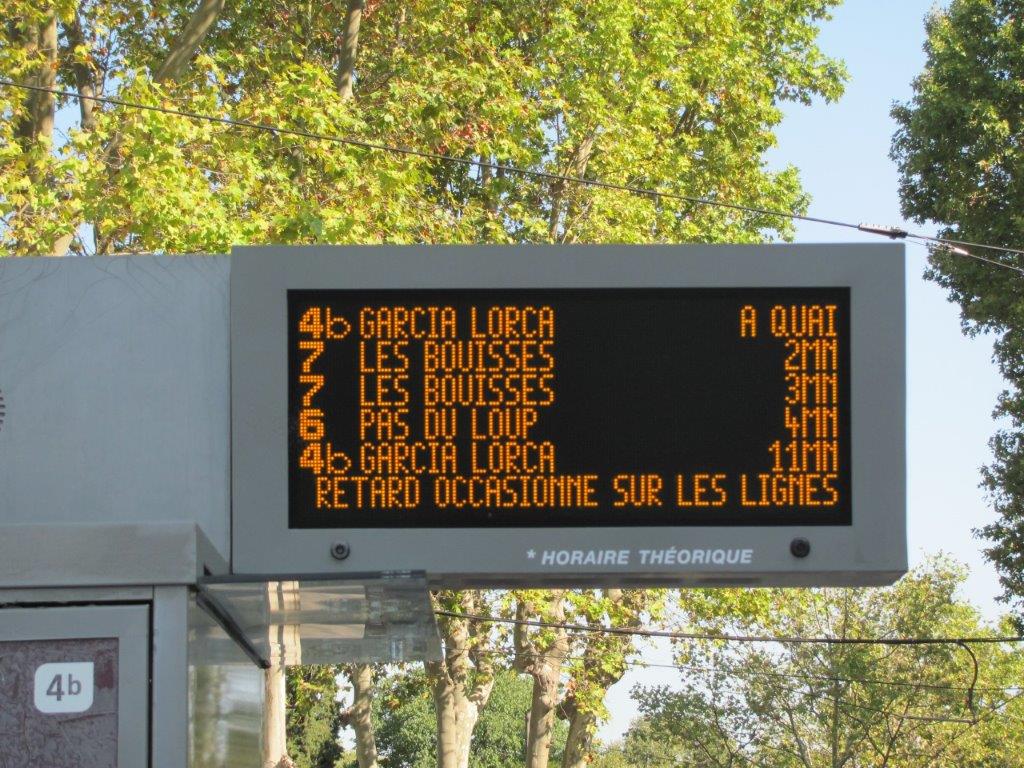 4b GARCIA LORCA A QUAI
7 LES BOUISSES 2MN
7 LES BOUISSES 3MN
6 PAS DU LOUP 4MN
4b GARCIA LORCA 11MN
RETARD OCCASIONNE SUR LES LIGNES
* HORAIRE THÉORIQUE
4b